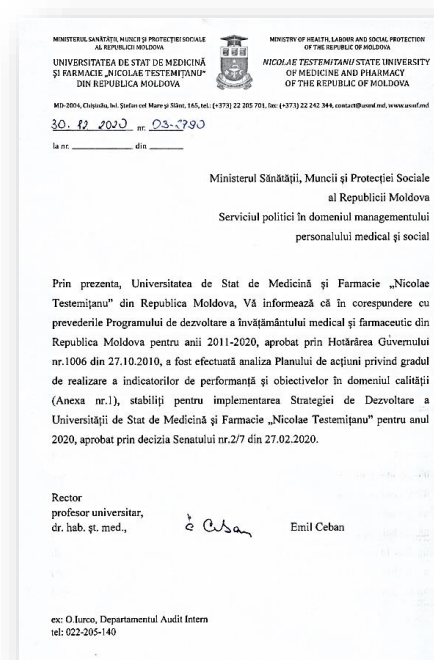 MINISTERUL SĂNĂTĂȚII, MUNCII ȘI PROTECȚIEI SOCIALE
AL REPUBLICII MOLDOVA
UNIVERSITATEA DE STAT DE MEDICINĂ
ȘI FARMACIE „NICOLAE TESTEMIȚANU”
DIN REPUBLICA MOLDOVA
MINISTRY OF HEALTH, LABOUR AND SOCIAL PROTECTION
OF THE REPUBLIC OF MOLDOVA
NICOLAE TESTEMITANU STATE UNIVERSITY
OF MEDICINE AND PHARMACY
OF THE REPUBLIC OF MOLDOVA
MD-2004, Chișinău, bd. Ștefan cel Mare și Sfânt, 165, tel.: (+373) 22 205 701, fax: (+373) 22 242 344, contact@usmf.md, www.usmf.md
30. 12 2020 nr. 03-2790
la nr. din
Ministerul Sănătății, Muncii și Protecției Sociale
al Republicii Moldova
Serviciul politici în domeniul managementului
personalului medical și social
Prin prezenta, Universitatea de Stat de Medicină și Farmacie „Nicolae
Testemițanu” din Republica Moldova, Vă informează că în corespundere cu
prevederile Programului de dezvoltare a învățământului medical și farmaceutic din
Republica Moldova pentru anii 2011-2020, aprobat prin Hotărârea Guvernului
nr.1006 din 27.10.2010, a fost efectuată analiza Planului de acțiuni privind gradul
de realizare a indicatorilor de performanță și obiectivelor în domeniul calității
(Anexa nr.1), stabiliți pentru implementarea Strategiei de Dezvoltare a
Universității de Stat de Medicină și Farmacie „Nicolae Testemițanu” pentru anul
2020, aprobat prin decizia Senatului nr.2/7 din 27.02.2020.
Rector
profesor universitar,
dr. hab. șt. med.,
Emil Ceban
ex: O.Iurco, Departamentul Audit Intern
tel: 022-205-140